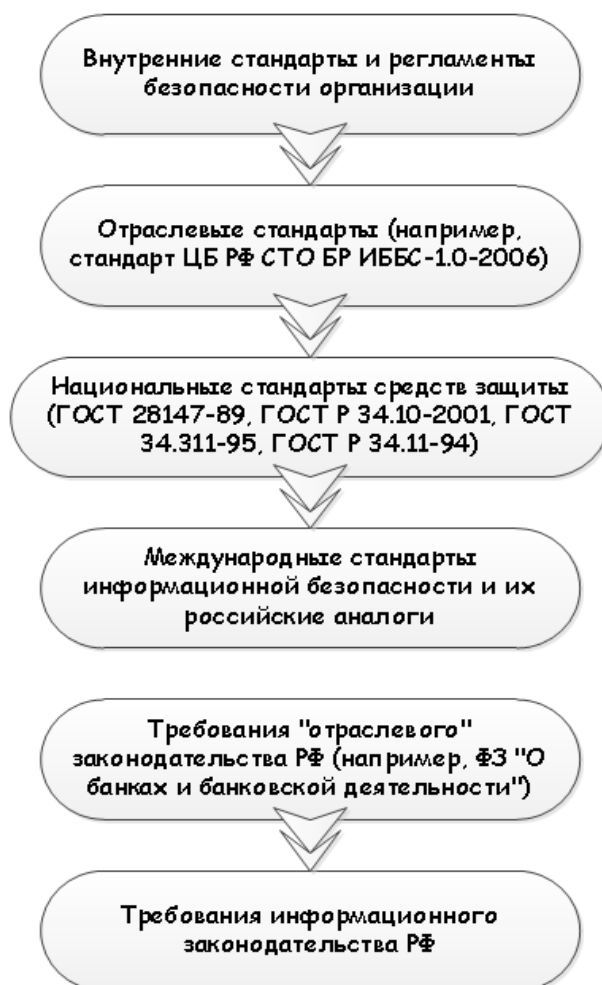 Внутренние стандарты и регламенты
безопасности организации
Отраслевые стандарты (например,
стандарт ЦБ РФ СТО БР ИББС-1.0-2006)
Национальные стандарты средств защиты
(ГОСТ 28147-89, ГОСТ Р 34.10-2001, ГОСТ
34.311-95, ГОСТ Р 34.11-94)
Международные стандарты
информационной безопасности и их
российские аналоги
Требования "отраслевого"
законодательства РФ (например, ФЗ "О
банках и банковской деятельности")
Требования информационного
законодательства РФ